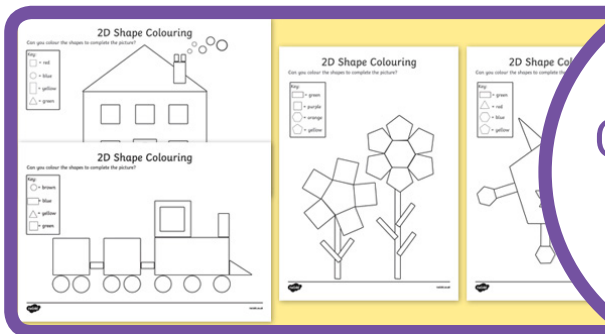 2D Shape Colouring
Can you colour the shapes to complete the picture?
Key:
= red
= blue
= yellow
= green
2D Shape Colouring
Can you colour the shapes to complete the picture?
Key:
= brown
= blue
= yellow
= green
2D Shape Colouring
Can you colour the shapes to complete the picture?
Key:
= green
= purple
= orange
= yellow
2D Shape Col
Can you colour the shapes to complete the
Key:
= green
= red
= blue
= yellow